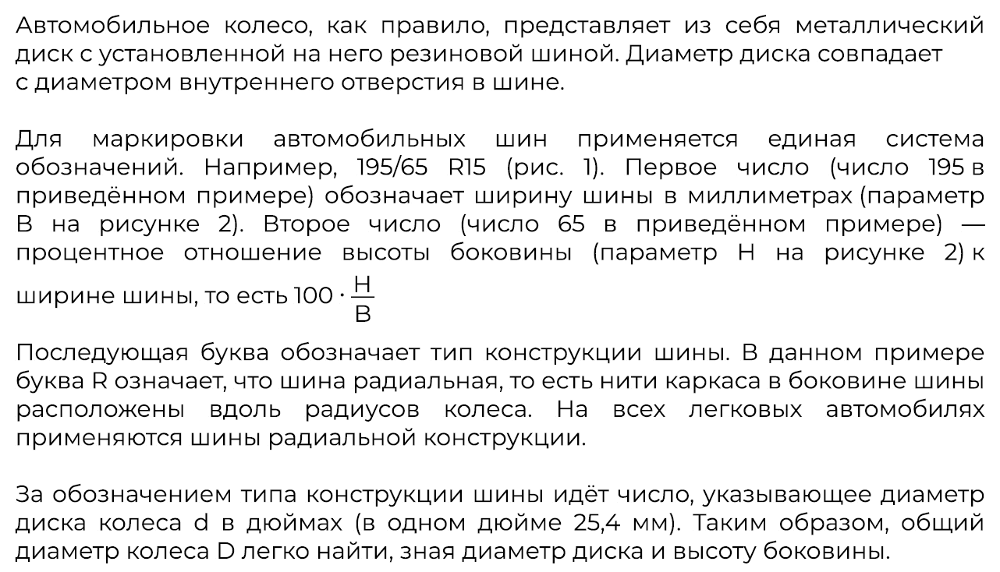 Автомобильное колесо, как правило, представляет из себя металлический
диск с установленной на него резиновой шиной. Диаметр диска совпадает
с диаметром внутреннего отверстия в шине.
Для маркировки автомобильных шин применяется единая система
обозначений. Например, 195/65 R15 (рис. 1). Первое число (число 195 в
приведённом примере) обозначает ширину шины в миллиметрах (параметр
В на рисунке 2). Второе число (число 65 в приведённом примере) —
процентное отношение высоты боковины (параметр Н на рисунке 2) к
ширине шины, то есть 100 · Н/В
Последующая буква обозначает тип конструкции шины. В данном примере
буква R означает, что шина радиальная, то есть нити каркаса в боковине шины
расположены вдоль радиусов колеса. На всех легковых автомобилях
применяются шины радиальной конструкции.
За обозначением типа конструкции шины идёт число, указывающее диаметр
диска колеса d в дюймах (в одном дюйме 25,4 мм). Таким образом, общий
диаметр колеса D легко найти, зная диаметр диска и высоту боковины.